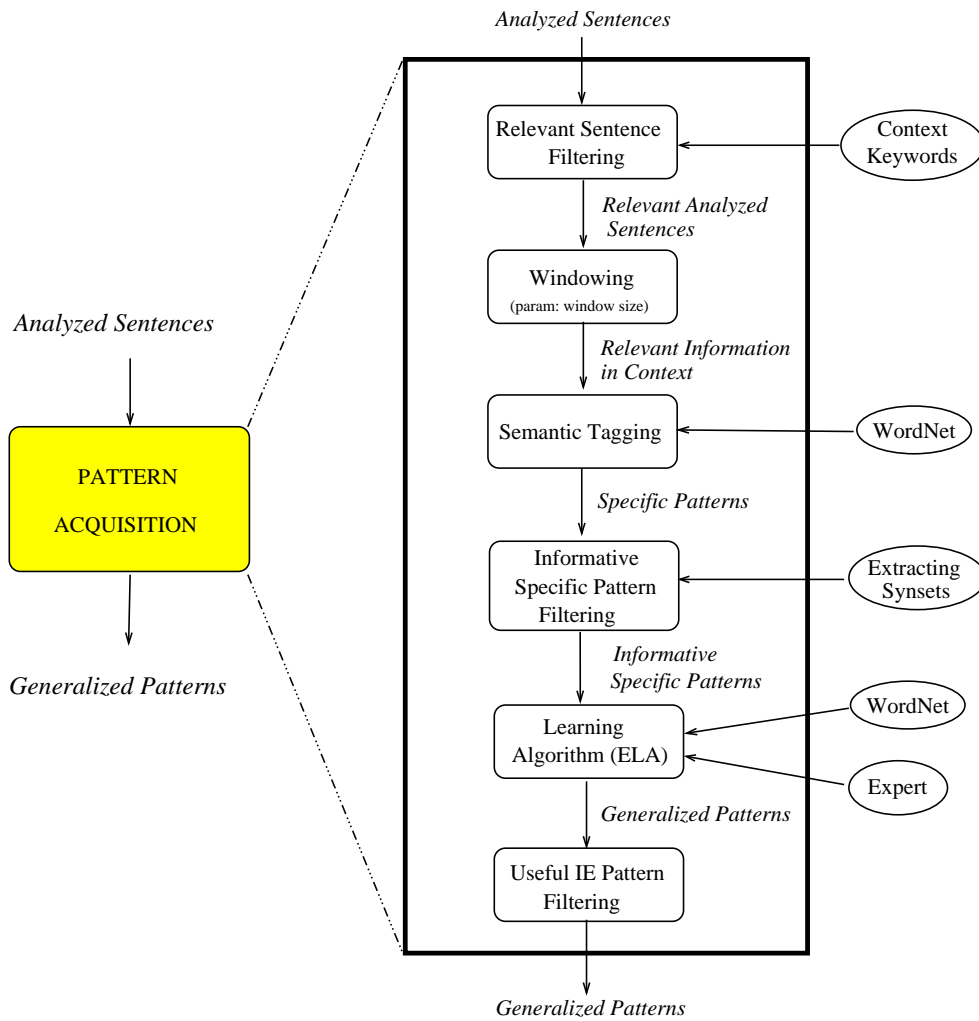 Analyzed Sentences
Relevant Sentence
Filtering
Context
Keywords
Relevant Analyzed
Sentences
Windowing
(param: window size)
Analyzed Sentences
Relevant Information
in Context
Semantic Tagging
WordNet
PATTERN
ACQUISITION
Specific Patterns
Informative
Specific Pattern
Filtering
Extracting
Synsets
Generalized Patterns
Informative
Specific Patterns
Learning
Algorithm (ELA)
WordNet
Expert
Generalized Patterns
Useful IE Pattern
Filtering
Generalized Patterns